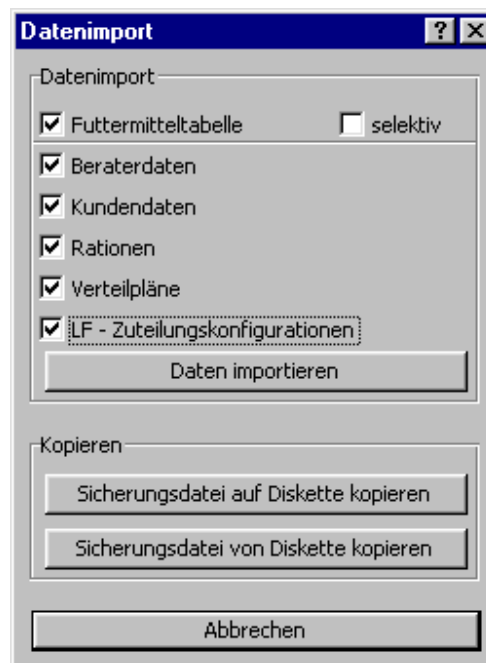 Datenimport
Datenimport
Futtermitteltabelle selektiv
Beraterdaten
Kundendaten
Rationen
Verteilpläne
LF - Zuteilungskonfigurationen
Daten importieren
Kopieren
Sicherungsdatei auf Diskette kopieren
Sicherungsdatei von Diskette kopieren
Abbrechen